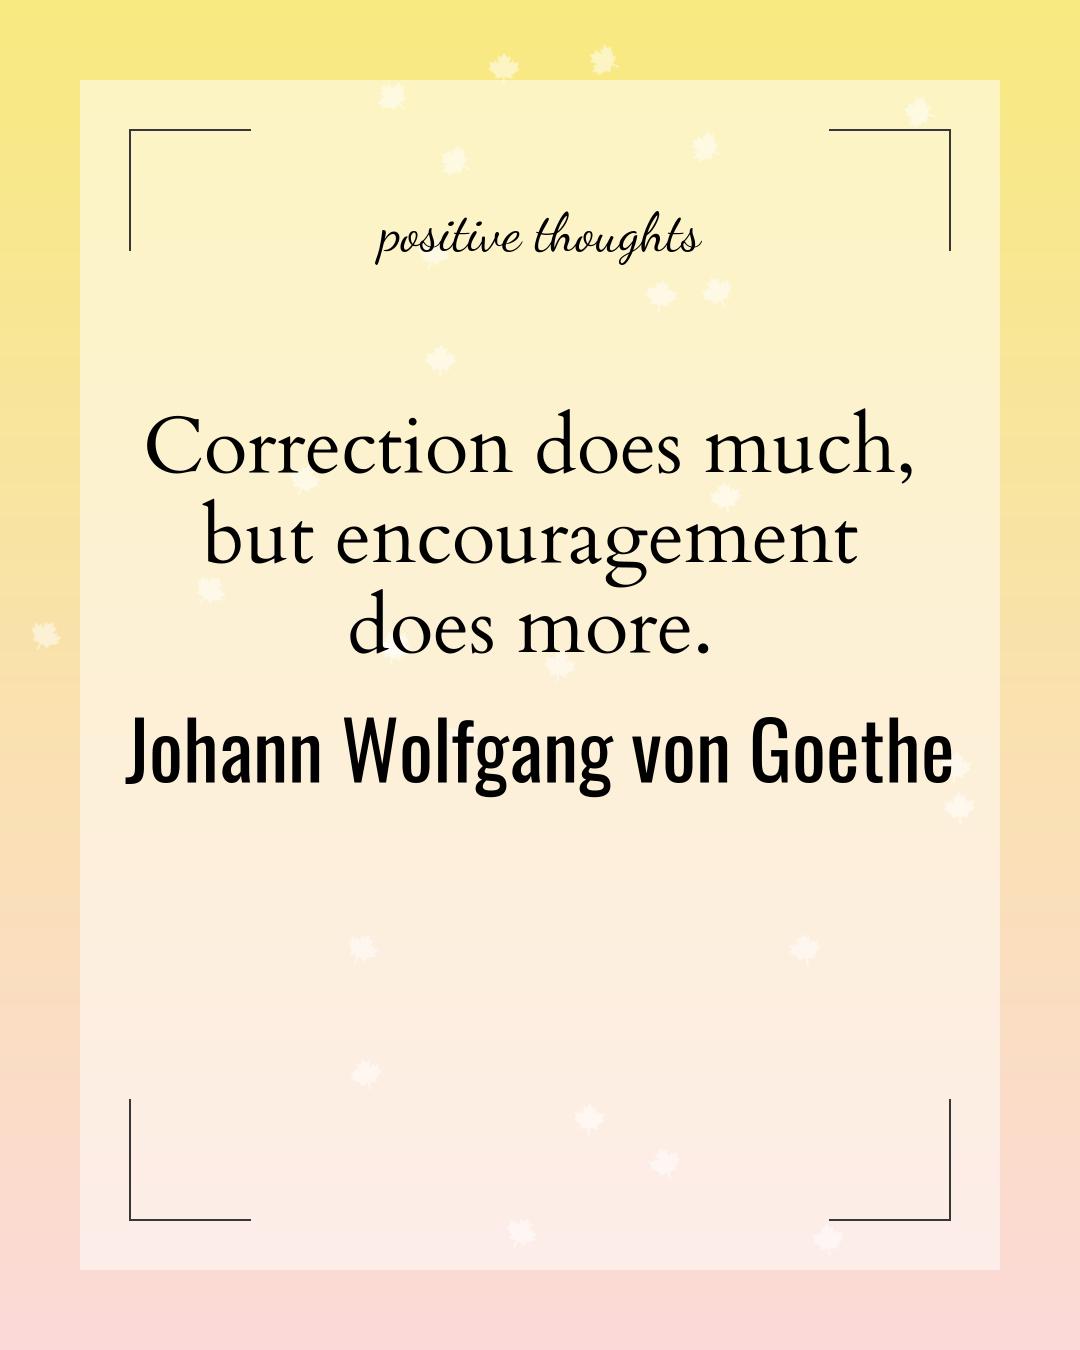 positive thoughts
Correction does much,
but encouragement
does more.
Johann Wolfgang von Goethe